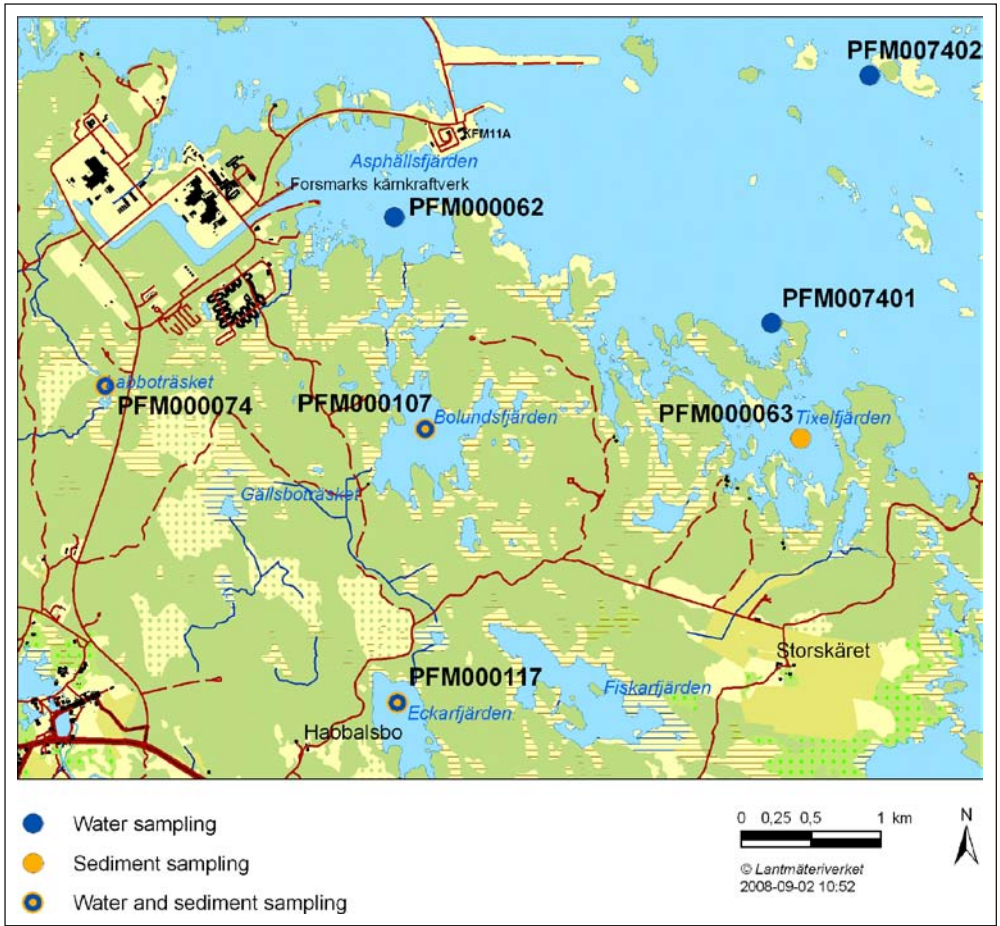 PFM007402
KFM11A
Asphällsfjärden
Forsmarks kärnkraftverk
PFM000062
PFM007401
abboträsket
PFM000074
PFM000107
Bolundsfjärden
PFM000063
Tixelfjärden
Gällsboträsket
Storskäret
PFM000117
Fiskarfjärden
Eckarfjärden
Habbalsbo
Water sampling
Sediment sampling
Water and sediment sampling
0 0,25 0,5 1 km
N
© Lantmäteriverket
2008-09-02 10:52